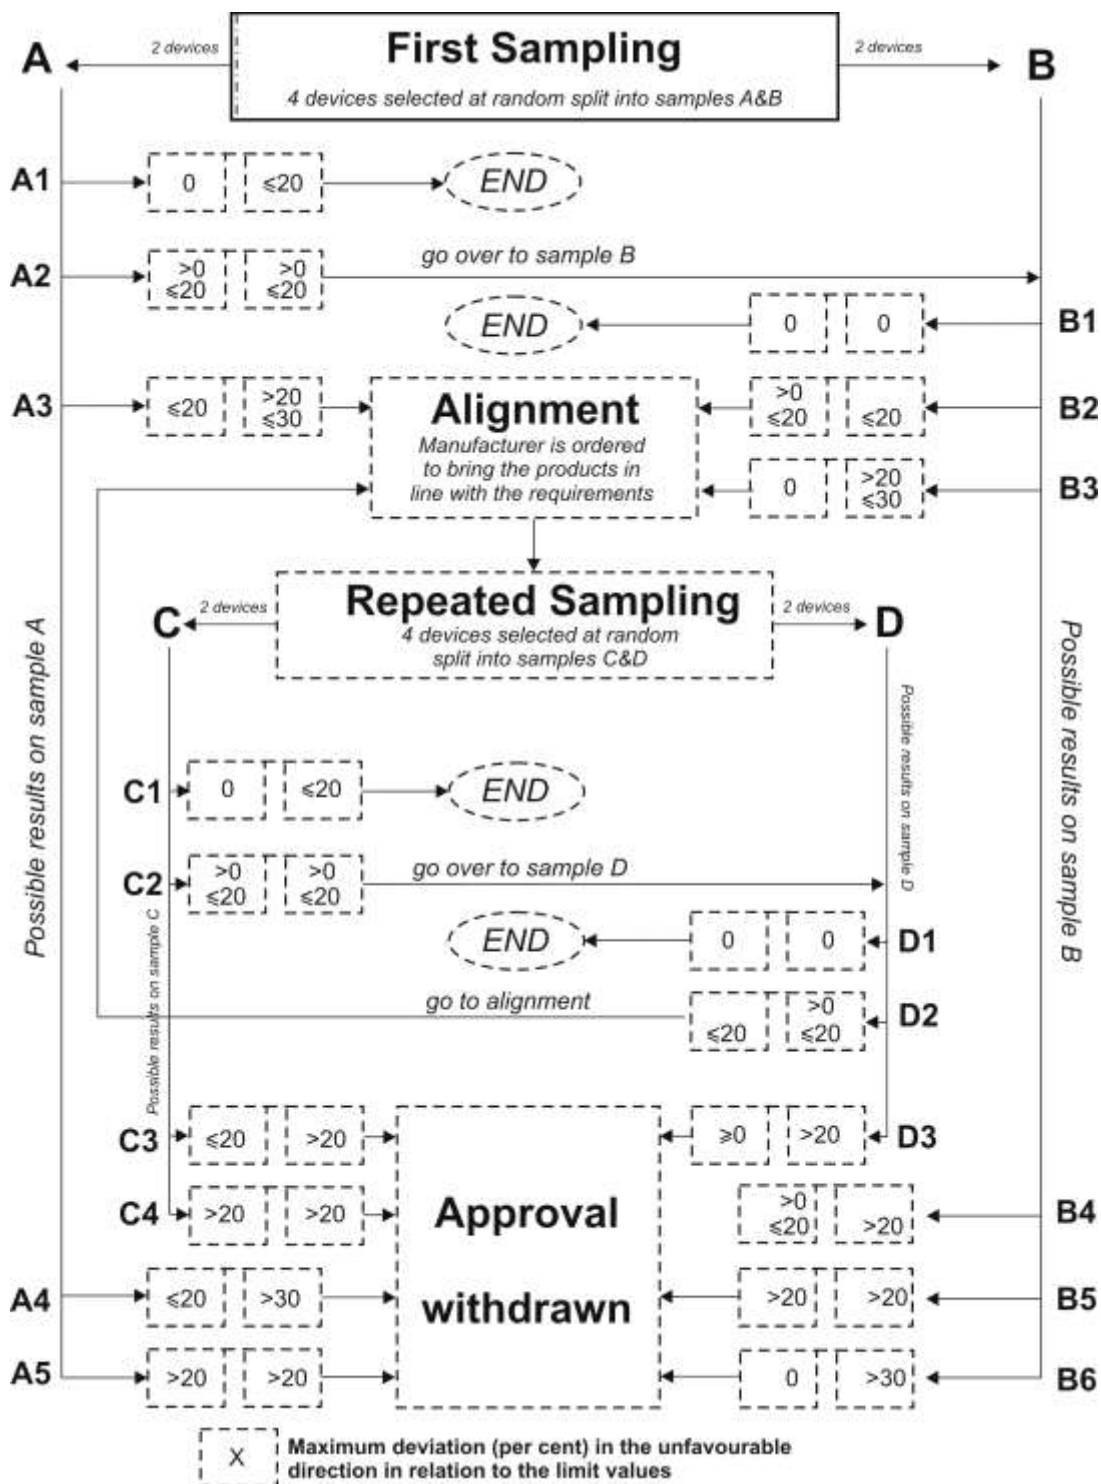 First Sampling
4 devices selected at random split into samples A&B
A
2 devices
2 devices
B
A1
0
≤20
END
A2
>0
≤20
>0
≤20
go over to sample B
END
0
0
B1
A3
≤20
>20
≤30
Alignment
Manufacturer is ordered
to bring the products in
line with the requirements
>0
≤20
≤20
B2
0
>20
≤30
B3
Repeated Sampling
4 devices selected at random
split into samples C&D
C
2 devices
2 devices
D
Possible results on sample A
Possible results on sample B
Possible results on sample C
Possible results on sample D
C1
0
≤20
END
C2
>0
≤20
>0
≤20
go over to sample D
END
0
0
D1
go to alignment
≤20
>0
≤20
D2
C3
≤20
>20
≥0
>20
D3
C4
>20
>20
Approval
withdrawn
>0
≤20
>20
B4
A4
≤20
>30
>20
>20
B5
A5
>20
>20
0
>30
B6
X
Maximum deviation (per cent) in the unfavourable
direction in relation to the limit values